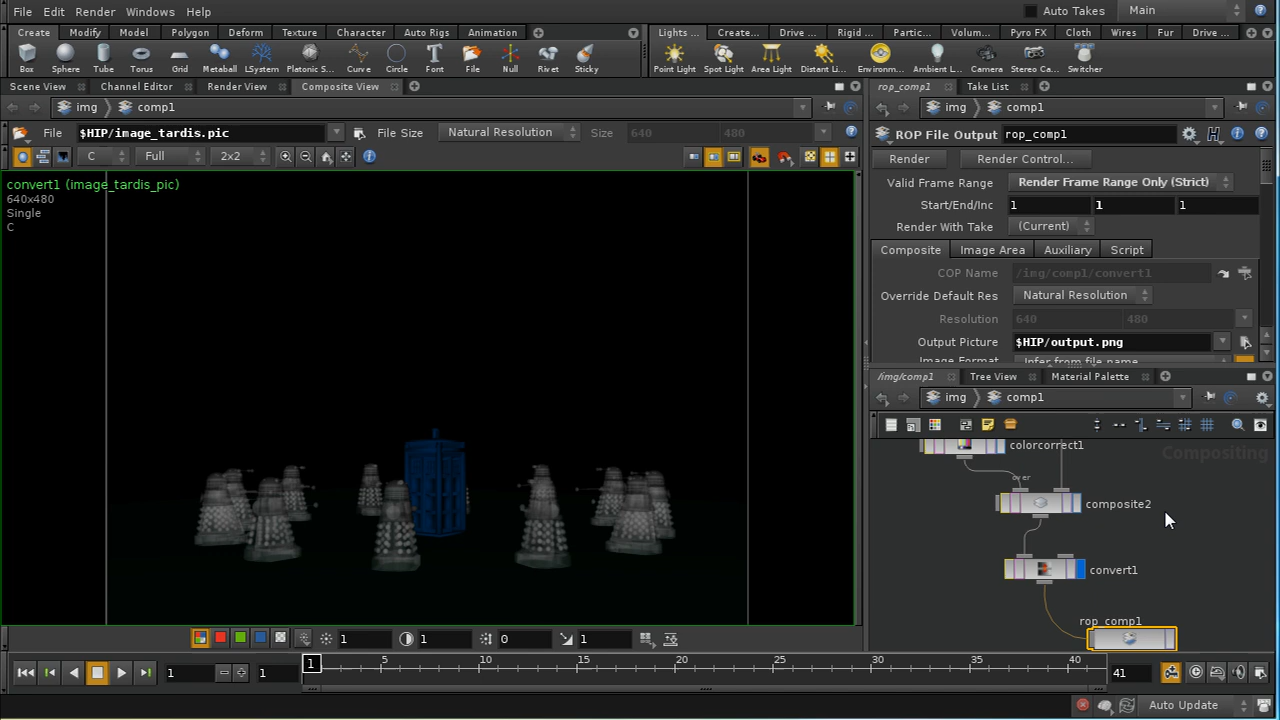 File Edit Render Windows Help Auto Takes Main
Create Modify Model Polygon Deform Texture Character Auto Rigs Animation Lights ... Create... Drive ... Rigid ... Partic... Volum... Pyro FX Cloth Wires Fur Drive ...
Box Sphere Tube Torus Grid Metaball LSystem Platonic S... Curve Circle Font File Null Rivet Sticky Point Light Spot Light Area Light Distant Li... Environm... Ambient L... Camera Stereo Ca... Switcher
Scene View Channel Editor Render View Composite View
img comp1
File $HIP/image_tardis.pic File Size Natural Resolution Size 640 480
C Full 2x2
convert1 (image_tardis_pic)
640x480
Single
C
1 1 0 1
rop_comp1 Take List
img comp1
ROP File Output rop_comp1
Render Render Control...
Valid Frame Range Render Frame Range Only (Strict)
Start/End/Inc 1 1 1
Render With Take (Current)
Composite Image Area Auxiliary Script
COP Name /img/comp1/convert1
Override Default Res Natural Resolution
Resolution 640 480
Output Picture $HIP/output.png
Image Format Infer from file name
/img/comp1 Tree View Material Palette
img comp1
Compositing
colorcorrect1
over
composite2
convert1
rop_comp1
1 1 1 5 10 15 20 25 30 35 40 41
Auto Update